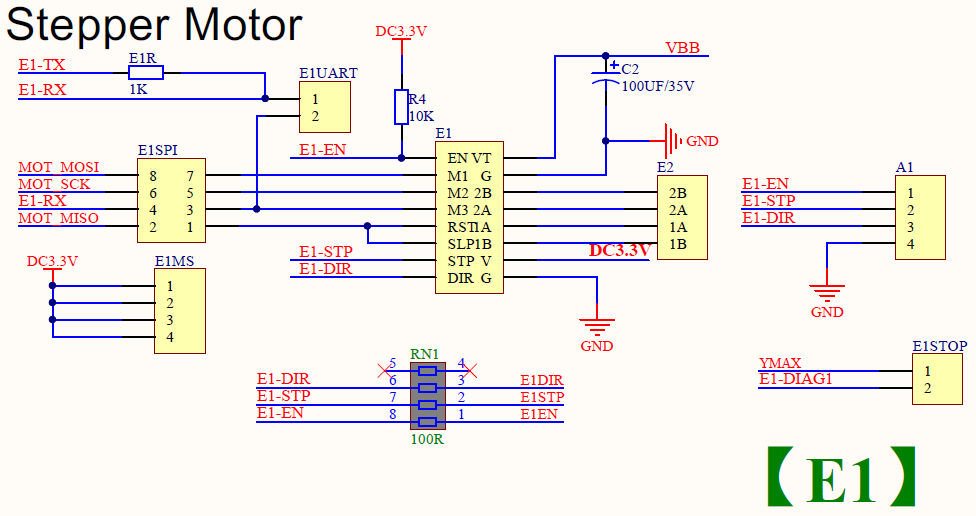 Stepper Motor
DC3.3V
VBB
E1-TX
E1R
1K
E1-RX
E1UART
1
2
R4
10K
C2
100UF/35V
GND
E1-EN
E1
EN VT
M1 G
M2 2B
M3 2A
RST1A
SLP1B
STP V
DIR G
E1SPI
MOT_MOSI 8 7
MOT_SCK 6 5
E1-RX 4 3
MOT_MISO 2 1
E2
2B
2A
1A
1B
DC3.3V
A1
E1-EN 1
E1-STP 2
E1-DIR 3
4
GND
E1-STP
E1-DIR
DC3.3V
E1MS
1
2
3
4
GND
RN1
5 4
E1-DIR 6 3 E1DIR
E1-STP 7 2 E1STP
E1-EN 8 1 E1EN
100R
E1STOP
YMAX 1
E1-DIAG1 2
【E1】